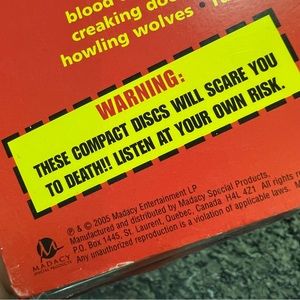 blood
creaking doo
howling wolves •
WARNING:
THESE COMPACT DISCS WILL SCARE YOU
TO DEATH!! LISTEN AT YOUR OWN RISK.
℗ & © 2005 Madacy Entertainment LP
Manufactured and distributed by Madacy Special Products,
P.O. Box 1445, St. Laurent, Quebec, Canada H4L 4Z1 All rights
Any unauthorized reproduction is a violation of applicable laws.
MADACY
SPECIAL PRODUCTS